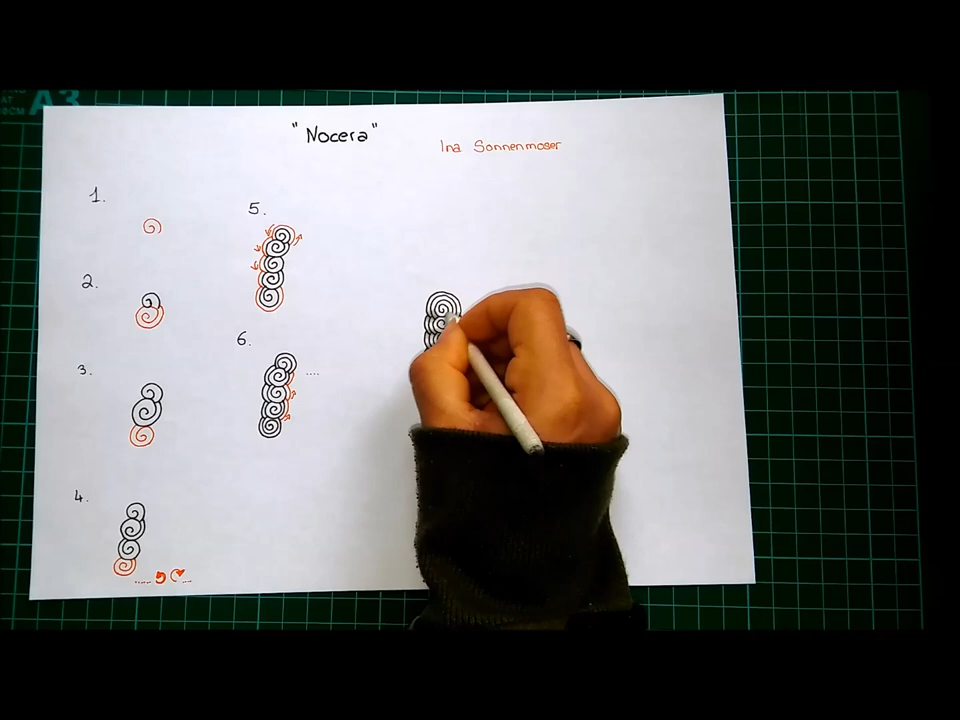 A3
"Nocera"
Ina Sonnenmoser
1.
2.
3.
4.
5.
6.